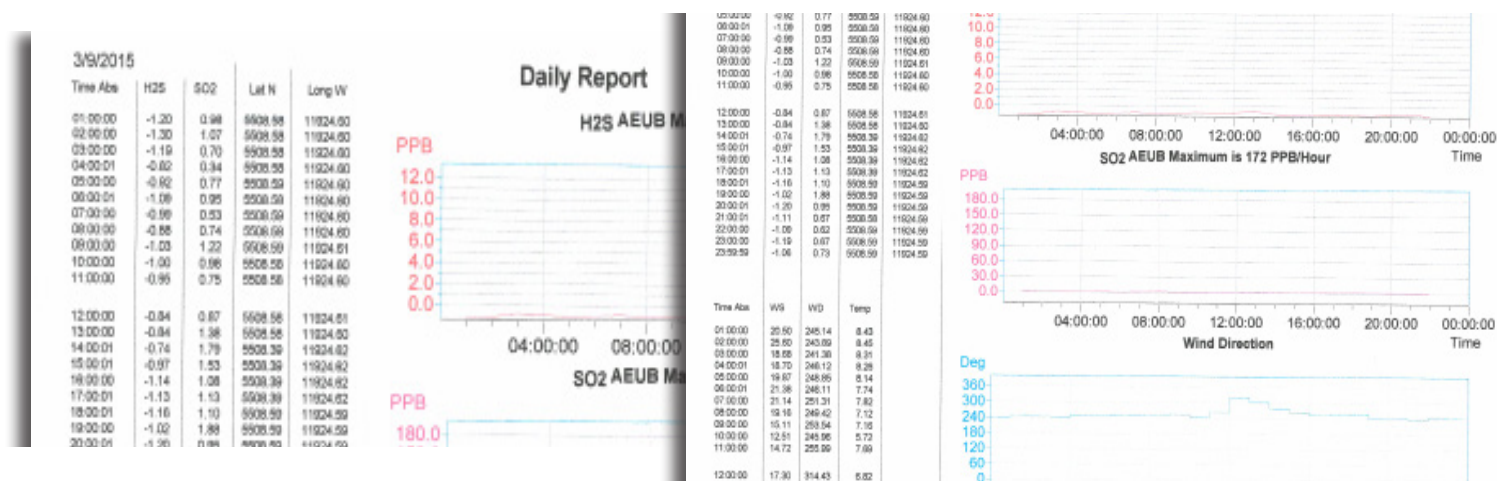 3/9/2015
Daily Report
Time Abs H2S SO2 Lat N Long W
H2S AEUB M
PPB
12.0
10.0
8.0
6.0
4.0
2.0
0.0
04:00:00 08:00:00
SO2 AEUB Ma
PPB
180.0
01:00:00 -1.20 0.98 5508.58 11924.60
02:00:00 -1.30 1.07 5508.58 11924.60
03:00:00 -1.19 0.70 5508.58 11924.60
04:00:01 -0.82 0.34 5508.58 11924.60
05:00:00 -0.92 0.77 5508.59 11924.60
06:00:01 -1.09 0.95 5508.59 11924.60
07:00:00 -0.99 0.53 5508.59 11924.60
08:00:00 -0.88 0.74 5508.59 11924.60
09:00:00 -1.03 1.22 5508.59 11924.61
10:00:00 -1.00 0.98 5508.58 11924.60
11:00:00 -0.95 0.75 5508.58 11924.60
12:00:00 -0.84 0.87 5508.58 11924.61
13:00:00 -0.84 1.38 5508.58 11924.60
14:00:01 -0.74 1.79 5508.39 11924.62
15:00:01 -0.97 1.53 5508.39 11924.62
16:00:00 -1.14 1.08 5508.39 11924.62
17:00:01 -1.13 1.13 5508.39 11924.62
18:00:01 -1.16 1.10 5508.59 11924.59
19:00:00 -1.02 1.88 5508.59 11924.59
20:00:01 -1.20 0.95 5508.59 11924.59
21:00:01 -1.11 0.67 5508.58 11924.59
22:00:00 -1.09 0.62 5508.59 11924.59
23:00:00 -1.19 0.67 5508.59 11924.59
23:59:59 -1.06 0.73 5508.59 11924.59
Time Abs WS WD Temp
01:00:00 20.50 245.14 8.43
02:00:00 25.60 243.69 8.45
03:00:00 18.68 241.38 8.31
04:00:01 18.70 246.12 8.28
05:00:00 19.87 248.85 8.14
06:00:01 21.38 246.11 7.74
07:00:00 21.14 251.31 7.82
08:00:00 19.16 249.42 7.12
09:00:00 15.11 253.54 7.16
10:00:00 12.51 245.96 5.72
11:00:00 14.72 255.99 7.69
12:00:00 17.30 314.43 6.82
10.0
8.0
6.0
4.0
2.0
0.0
04:00:00 08:00:00 12:00:00 16:00:00 20:00:00 00:00:00
SO2 AEUB Maximum is 172 PPB/Hour Time
PPB
180.0
150.0
120.0
90.0
60.0
30.0
0.0
04:00:00 08:00:00 12:00:00 16:00:00 20:00:00 00:00:00
Wind Direction Time
Deg
360
300
240
180
120
60
0